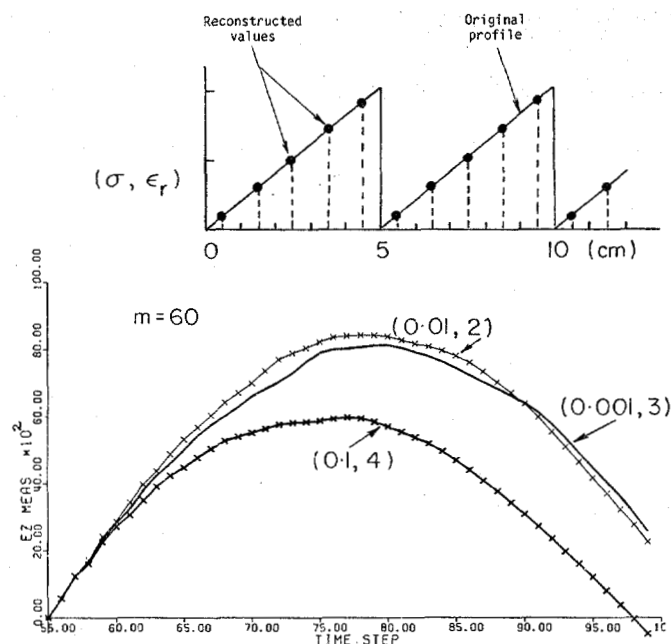 Reconstructed values
Original profile
(σ, εr)
0 5 10 (cm)
100.00
80.00
60.00
40.00
20.00
0.00
EZ MEAS ×10²
m=60
(0·01, 2)
(0·001, 3)
(0·1, 4)
55.00 60.00 65.00 70.00 75.00 80.00 85.00 90.00 95.00 10
TIME.STEP